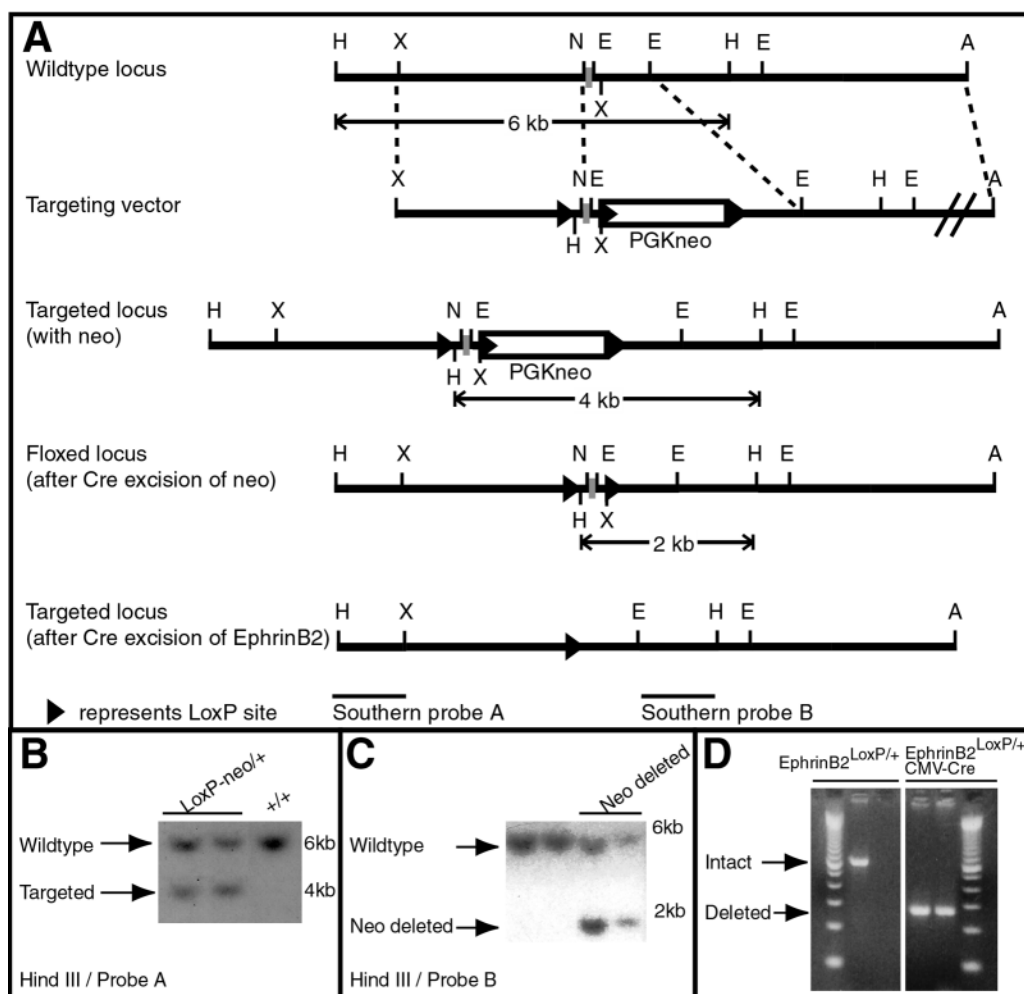 A
H X N E E H E A
Wildtype locus
X
6 kb
X N E E H E A
Targeting vector
H X PGKneo
Targeted locus
(with neo)
H X N E E H E A
H X PGKneo
4 kb
Floxed locus
(after Cre excision of neo)
H X N E E H E A
H X
2 kb
Targeted locus
(after Cre excision of EphrinB2)
H X E H E A
represents LoxP site
Southern probe A
Southern probe B
B
LoxP-neo/+
+/+
Wildtype
6kb
Targeted
4kb
Hind III / Probe A
C
Neo deleted
Wildtype
6kb
Neo deleted
2kb
Hind III / Probe B
D
EphrinB2LoxP/+
EphrinB2LoxP/+
CMV-Cre
Intact
Deleted